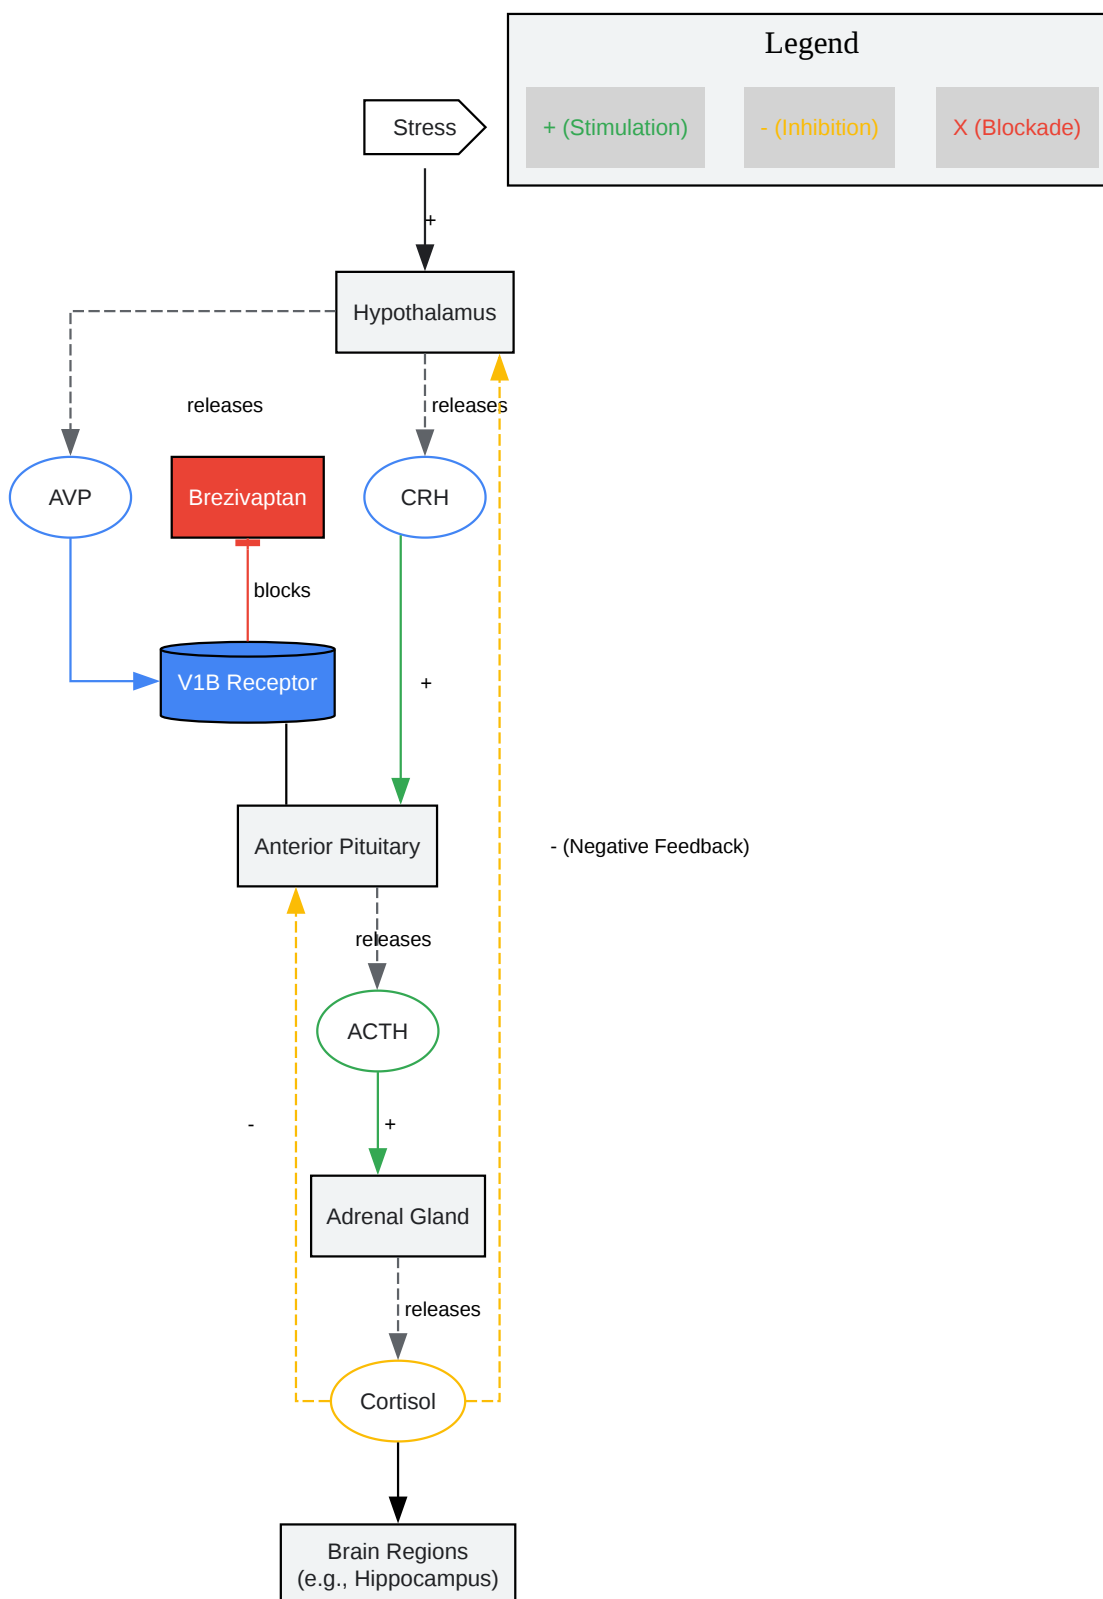 Legend
+ (Stimulation)
- (Inhibition)
X (Blockade)
Stress
+
Hypothalamus
releases
releases
AVP
Brezivaptan
CRH
blocks
V1B Receptor
+
Anterior Pituitary
- (Negative Feedback)
releases
ACTH
-
+
Adrenal Gland
releases
Cortisol
Brain Regions
(e.g., Hippocampus)